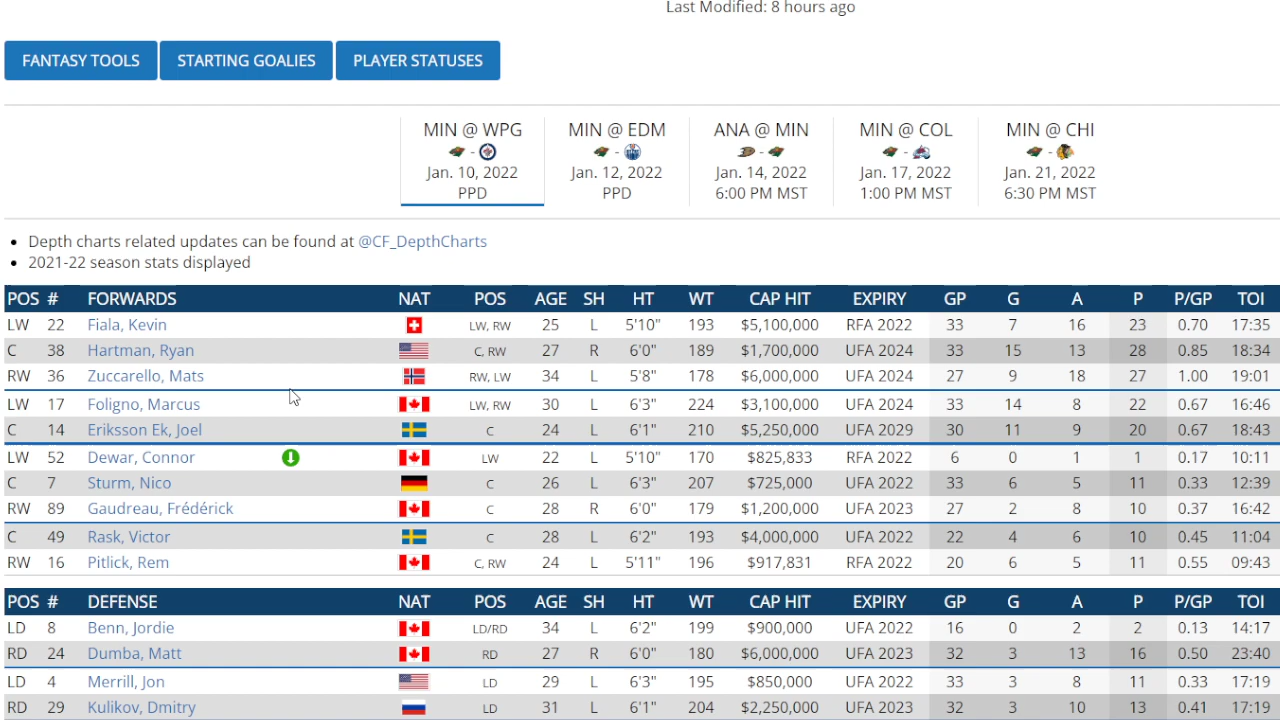 Last Modified: 8 hours ago
FANTASY TOOLS STARTING GOALIES PLAYER STATUSES
MIN @ WPG MIN @ EDM ANA @ MIN MIN @ COL MIN @ CHI
Jan. 10, 2022 Jan. 12, 2022 Jan. 14, 2022 Jan. 17, 2022 Jan. 21, 2022
PPD PPD 6:00 PM MST 1:00 PM MST 6:30 PM MST
Depth charts related updates can be found at @CF_DepthCharts
2021-22 season stats displayed
POS # FORWARDS NAT POS AGE SH HT WT CAP HIT EXPIRY GP G A P P/GP TOI
LW 22 Fiala, Kevin LW, RW 25 L 5'10" 193 $5,100,000 RFA 2022 33 7 16 23 0.70 17:35
C 38 Hartman, Ryan C, RW 27 R 6'0" 189 $1,700,000 UFA 2024 33 15 13 28 0.85 18:34
RW 36 Zuccarello, Mats RW, LW 34 L 5'8" 178 $6,000,000 UFA 2024 27 9 18 27 1.00 19:01
LW 17 Foligno, Marcus LW, RW 30 L 6'3" 224 $3,100,000 UFA 2024 33 14 8 22 0.67 16:46
C 14 Eriksson Ek, Joel C 24 L 6'1" 210 $5,250,000 UFA 2029 30 11 9 20 0.67 18:43
LW 52 Dewar, Connor LW 22 L 5'10" 170 $825,833 RFA 2022 6 0 1 1 0.17 10:11
C 7 Sturm, Nico C 26 L 6'3" 207 $725,000 UFA 2022 33 6 5 11 0.33 12:39
RW 89 Gaudreau, Frédérick C 28 R 6'0" 179 $1,200,000 UFA 2023 27 2 8 10 0.37 16:42
C 49 Rask, Victor C 28 L 6'2" 193 $4,000,000 UFA 2022 22 4 6 10 0.45 11:04
RW 16 Pitlick, Rem C, RW 24 L 5'11" 196 $917,831 RFA 2022 20 6 5 11 0.55 09:43
POS # DEFENSE NAT POS AGE SH HT WT CAP HIT EXPIRY GP G A P P/GP TOI
LD 8 Benn, Jordie LD/RD 34 L 6'2" 199 $900,000 UFA 2022 16 0 2 2 0.13 14:17
RD 24 Dumba, Matt RD 27 R 6'0" 180 $6,000,000 UFA 2023 32 3 13 16 0.50 23:40
LD 4 Merrill, Jon LD 29 L 6'3" 195 $850,000 UFA 2022 33 3 8 11 0.33 17:19
RD 29 Kulikov, Dmitry LD 31 L 6'1" 204 $2,250,000 UFA 2023 32 3 10 13 0.41 17:19